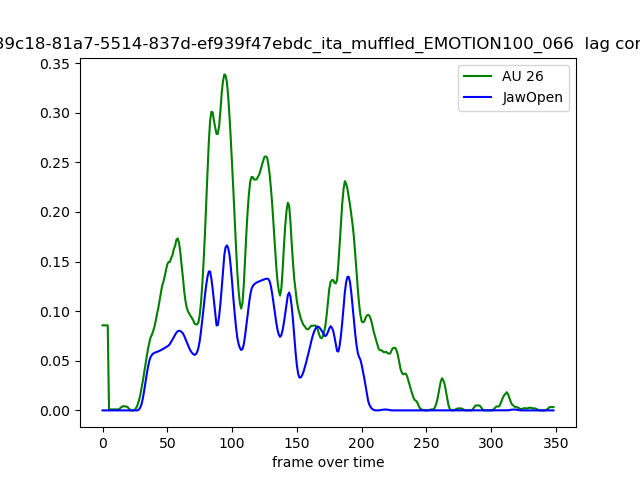 39c18-81a7-5514-837d-ef939f47ebdc_ita_muffled_EMOTION100_066 lag
AU 26
JawOpen
0.35
0.30
0.25
0.20
0.15
0.10
0.05
0.00
0 50 100 150 200 250 300 350
frame over time